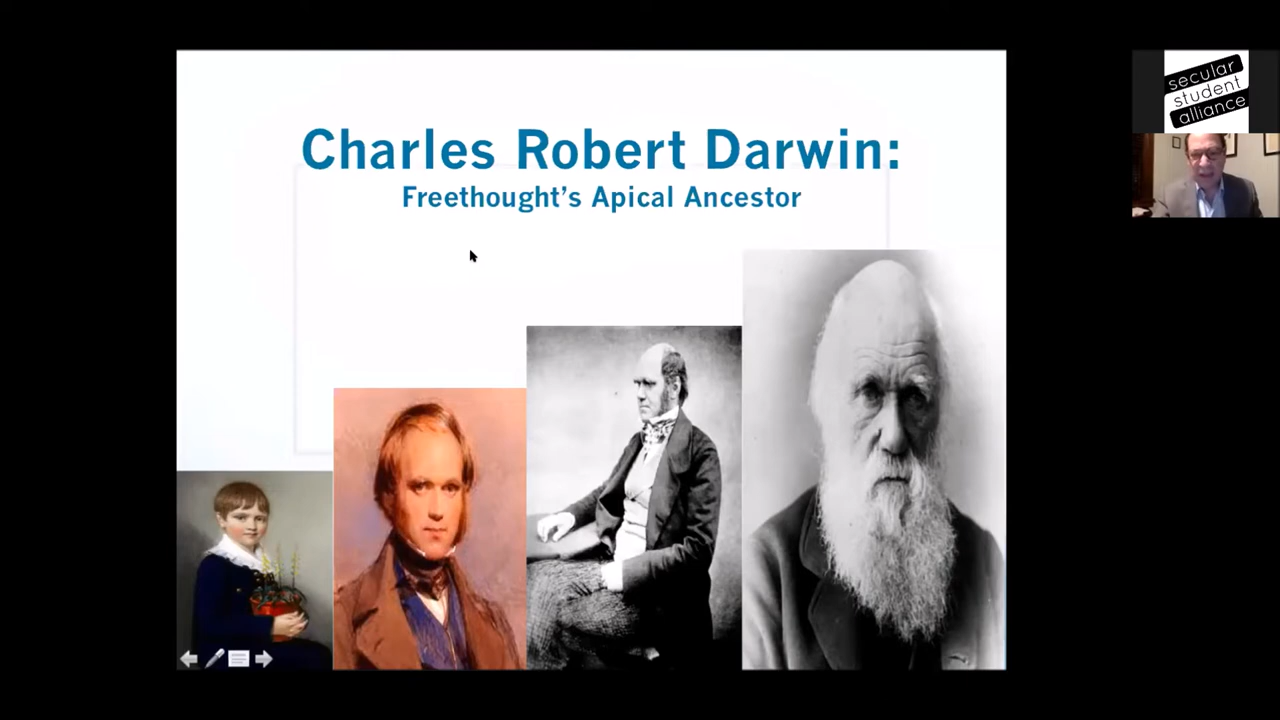 Charles Robert Darwin:
Freethought's Apical Ancestor
secular
student
alliance